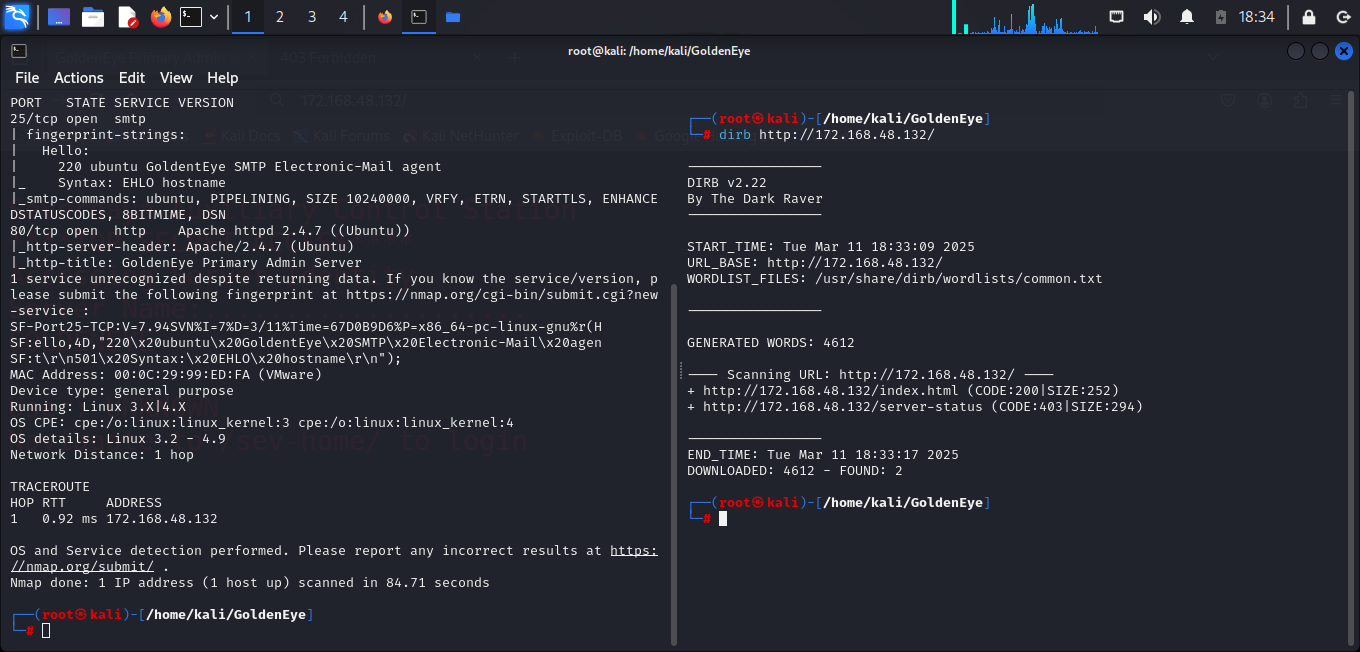 1 2 3 4
18:34
root@kali: /home/kali/GoldenEye
File Actions Edit View Help
PORT   STATE SERVICE VERSION
25/tcp open  smtp
| fingerprint-strings:
|   Hello:
|     220 ubuntu GoldentEye SMTP Electronic-Mail agent
|_    Syntax: EHLO hostname
|_smtp-commands: ubuntu, PIPELINING, SIZE 10240000, VRFY, ETRN, STARTTLS, ENHANCE
DSTATUSCODES, 8BITMIME, DSN
80/tcp open  http    Apache httpd 2.4.7 ((Ubuntu))
|_http-server-header: Apache/2.4.7 (Ubuntu)
|_http-title: GoldenEye Primary Admin Server
1 service unrecognized despite returning data. If you know the service/version, p
lease submit the following fingerprint at https://nmap.org/cgi-bin/submit.cgi?new
-service :
SF-Port25-TCP:V=7.94SVN%I=7%D=3/11%Time=67D0B9D6%P=x86_64-pc-linux-gnu%r(H
SF:ello,4D,"220\x20ubuntu\x20GoldentEye\x20SMTP\x20Electronic-Mail\x20agen
SF:t\r\n501\x20Syntax:\x20EHLO\x20hostname\r\n");
MAC Address: 00:0C:29:99:ED:FA (VMware)
Device type: general purpose
Running: Linux 3.X|4.X
OS CPE: cpe:/o:linux:linux_kernel:3 cpe:/o:linux:linux_kernel:4
OS details: Linux 3.2 - 4.9
Network Distance: 1 hop
TRACEROUTE
HOP RTT     ADDRESS
1   0.92 ms 172.168.48.132
OS and Service detection performed. Please report any incorrect results at https:
//nmap.org/submit/ .
Nmap done: 1 IP address (1 host up) scanned in 84.71 seconds
┌──(root㉿kali)-[/home/kali/GoldenEye]
└─#
┌──(root㉿kali)-[/home/kali/GoldenEye]
└─# dirb http://172.168.48.132/
-----------------
DIRB v2.22
By The Dark Raver
-----------------
START_TIME: Tue Mar 11 18:33:09 2025
URL_BASE: http://172.168.48.132/
WORDLIST_FILES: /usr/share/dirb/wordlists/common.txt
-----------------
GENERATED WORDS: 4612
---- Scanning URL: http://172.168.48.132/ ----
+ http://172.168.48.132/index.html (CODE:200|SIZE:252)
+ http://172.168.48.132/server-status (CODE:403|SIZE:294)
-----------------
END_TIME: Tue Mar 11 18:33:17 2025
DOWNLOADED: 4612 - FOUND: 2
┌──(root㉿kali)-[/home/kali/GoldenEye]
└─#